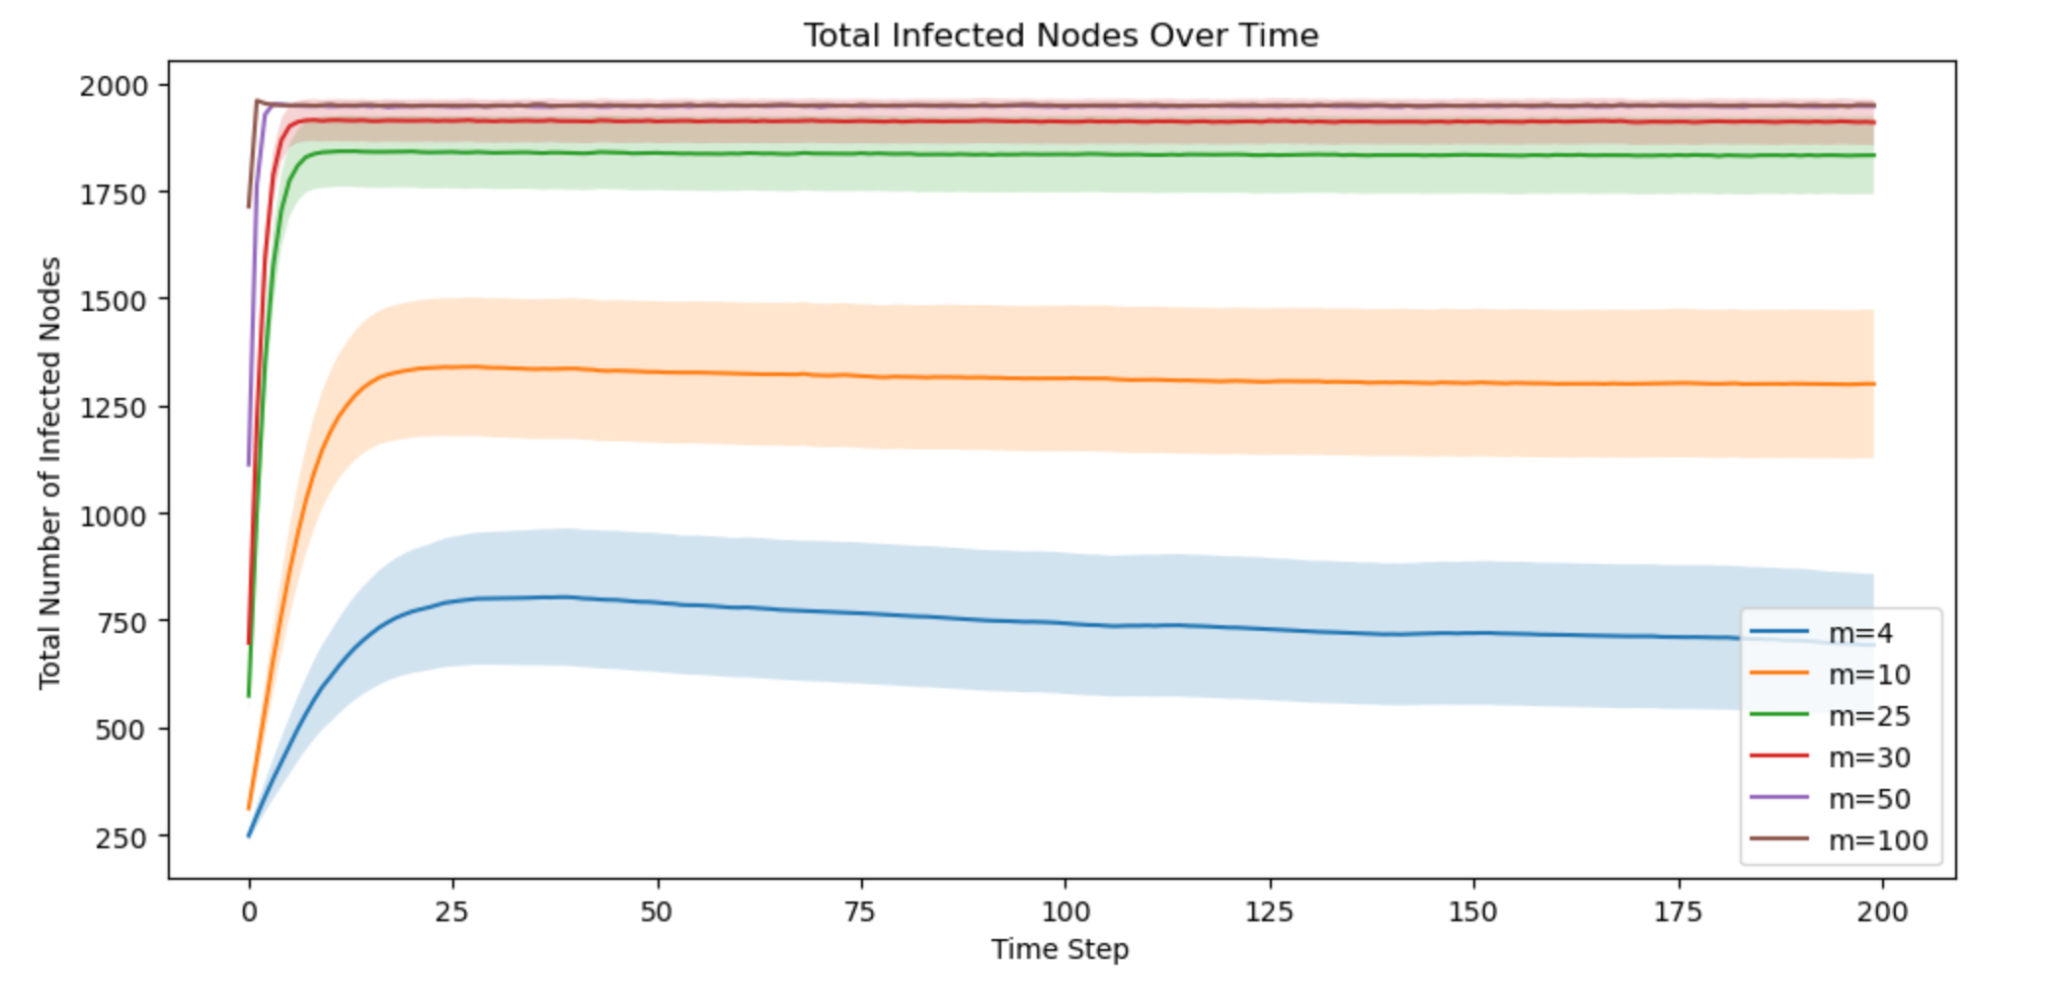 Total Infected Nodes Over Time
Total Number of Infected Nodes
2000
1750
1500
1250
1000
750
500
250
0 25 50 75 100 125 150 175 200
Time Step
m=4
m=10
m=25
m=30
m=50
m=100